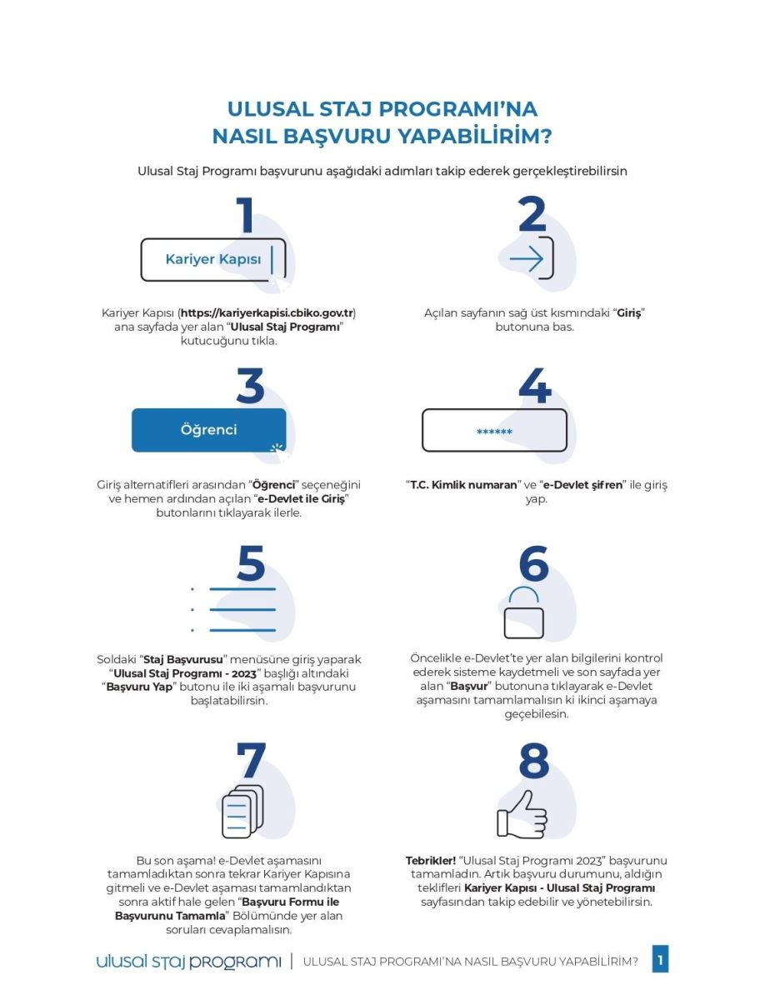 ULUSAL STAJ PROGRAMI’NA
NASIL BAŞVURU YAPABİLİRİM?
Ulusal Staj Programı başvurunu aşağıdaki adımları takip ederek gerçekleştirebilirsin
1
Kariyer Kapısı
Kariyer Kapısı (https://kariyerkapisi.cbiko.gov.tr)
ana sayfada yer alan “Ulusal Staj Programı”
kutucuğunu tıkla.
2
Açılan sayfanın sağ üst kısmındaki “Giriş”
butonuna bas.
3
Öğrenci
Giriş alternatifleri arasından “Öğrenci” seçeneğini
ve hemen ardından açılan “e-Devlet ile Giriş”
butonlarını tıklayarak ilerle.
4
******
“T.C. Kimlik numaran” ve “e-Devlet şifren” ile giriş
yap.
5
Soldaki “Staj Başvurusu” menüsüne giriş yaparak
“Ulusal Staj Programı - 2023” başlığı altındaki
“Başvuru Yap” butonu ile iki aşamalı başvurunu
başlatabilirsin.
6
Öncelikle e-Devlet’te yer alan bilgilerini kontrol
ederek sisteme kaydetmeli ve son sayfada yer
alan “Başvur” butonuna tıklayarak e-Devlet
aşamasını tamamlamalısın ki ikinci aşamaya
geçebilesin.
7
Bu son aşama! e-Devlet aşamasını
tamamladıktan sonra tekrar Kariyer Kapısına
gitmeli ve e-Devlet aşaması tamamlandıktan
sonra aktif hale gelen “Başvuru Formu ile
Başvurunu Tamamla” Bölümünde yer alan
soruları cevaplamalısın.
8
Tebrikler! “Ulusal Staj Programı 2023” başvurunu
tamamladın. Artık başvuru durumunu, aldığın
teklifleri Kariyer Kapısı - Ulusal Staj Programı
sayfasından takip edebilir ve yönetebilirsin.
ulusal staj programı | ULUSAL STAJ PROGRAMI’NA NASIL BAŞVURU YAPABİLİRİM? 1